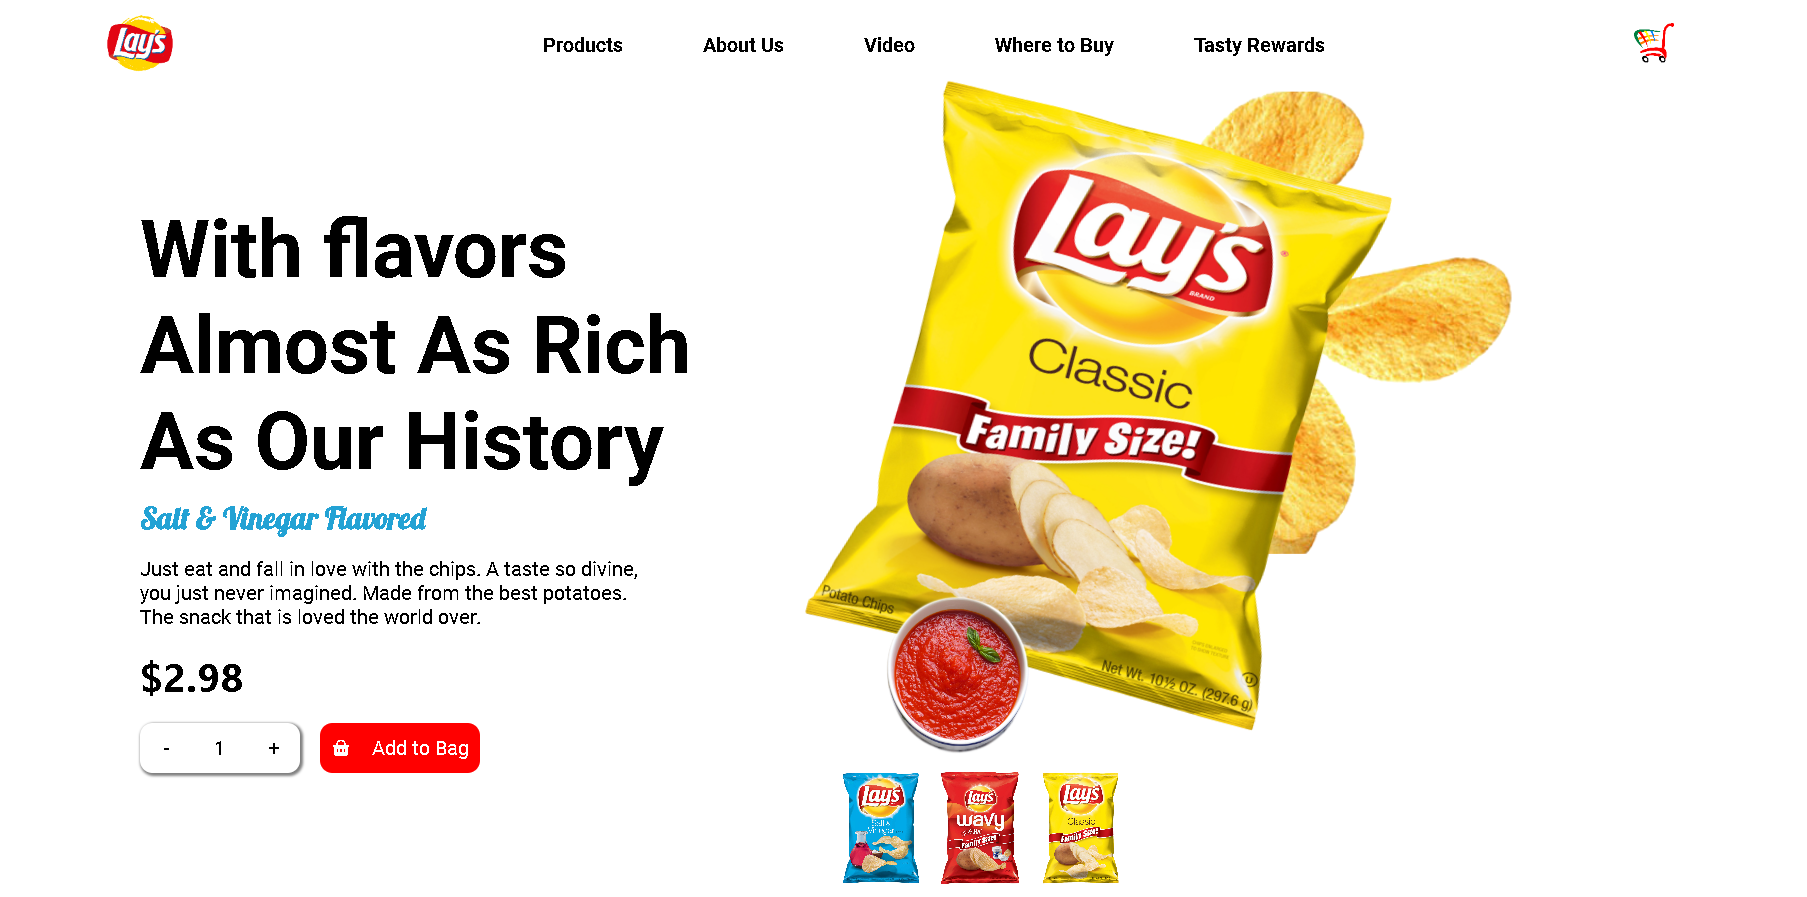 Lay's
Products
About Us
Video
Where to Buy
Tasty Rewards
With flavors
Almost As Rich
As Our History
Salt & Vinegar Flavored
Just eat and fall in love with the chips. A taste so divine,
you just never imagined. Made from the best potatoes.
The snack that is loved the world over.
$2.98
- 1 +
Add to Bag
Lay's
BRAND
®
Classic
Family Size!
Potato Chips
Net Wt. 10½ OZ. (297.6 g)
U
Lay's
Salt &
Vinegar
Lay's
wavy
Family Size!
Lay's
Classic
Family Size!